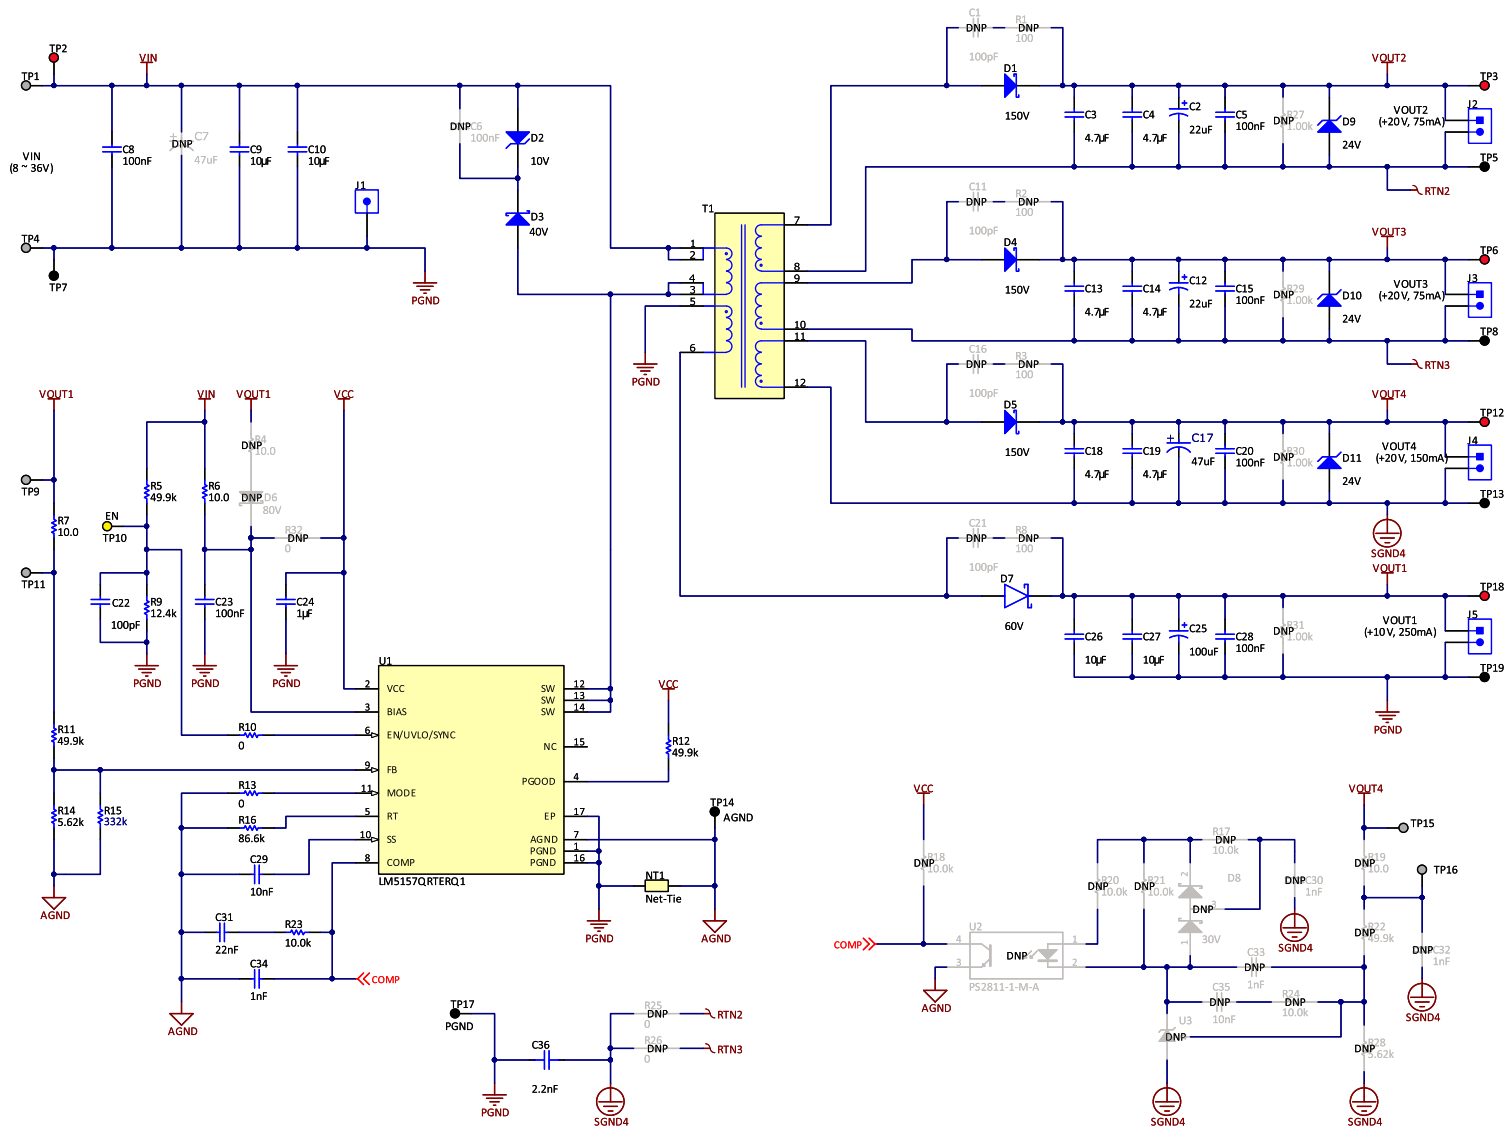 TP2
VIN
TP1
VIN
(8 ~ 36V)
C8
100nF
DNP
C7
47uF
C9
10µF
C10
10µF
J1
TP4
TP7
PGND
DNP
C6
100nF
D2
10V
D3
40V
T1
1
2
4
3
5
6
7
8
9
10
11
12
PGND
C1
DNP
100pF
R1
DNP
100
D1
150V
C3
4.7µF
C4
4.7µF
C2
22uF
C5
100nF
R27
DNP
1.00k
D9
24V
VOUT2
VOUT2
(+20V, 75mA)
TP3
J2
TP5
RTN2
C11
DNP
100pF
R2
DNP
100
D4
150V
C13
4.7µF
C14
4.7µF
C12
22uF
C15
100nF
R29
DNP
1.00k
D10
24V
VOUT3
VOUT3
(+20V, 75mA)
TP6
J3
TP8
RTN3
C16
DNP
100pF
R3
DNP
100
D5
150V
C18
4.7µF
C19
4.7µF
C17
47uF
C20
100nF
R30
DNP
1.00k
D11
24V
VOUT4
VOUT4
(+20V, 150mA)
TP12
J4
TP13
SGND4
C21
DNP
100pF
R8
DNP
100
D7
60V
C26
10µF
C27
10µF
C25
100uF
C28
100nF
R31
DNP
1.00k
VOUT1
VOUT1
(+10V, 250mA)
TP18
J5
TP19
PGND
VOUT1
TP9
R7
10.0
TP11
R11
49.9k
R14
5.62k
R15
332k
AGND
EN
TP10
R5
49.9k
C22
100pF
R9
12.4k
PGND
VIN
R6
10.0
C23
100nF
PGND
VOUT1
R4
DNP
10.0
DNP
D6
80V
R32
DNP
0
VCC
C24
1µF
PGND
U1
2 VCC
3 BIAS
6 EN/UVLO/SYNC
9 FB
11 MODE
5 RT
10 SS
8 COMP
SW 12
SW 13
SW 14
NC 15
PGOOD 4
EP 17
AGND 7
PGND 1
PGND 16
LM5157QRTERQ1
R10
0
R13
0
R16
86.6k
C29
10nF
C31
22nF
R23
10.0k
C34
1nF
COMP
AGND
VCC
R12
49.9k
TP14
AGND
NT1
Net-Tie
PGND
AGND
TP17
PGND
C36
2.2nF
PGND
R25
DNP
0
RTN2
R26
DNP
0
RTN3
SGND4
VCC
R18
DNP
10.0k
COMP
AGND
U2
4
3
DNP
1
2
PS2811-1-M-A
R20
DNP
10.0k
R21
DNP
10.0k
R17
DNP
10.0k
2
D8
DNP
3
1
30V
C30
DNP
1nF
SGND4
C33
DNP
1nF
C35
DNP
10nF
R24
DNP
10.0k
U3
DNP
SGND4
VOUT4
TP15
R19
DNP
10.0
TP16
R22
DNP
49.9k
C32
DNP
1nF
SGND4
R28
DNP
5.62k
SGND4